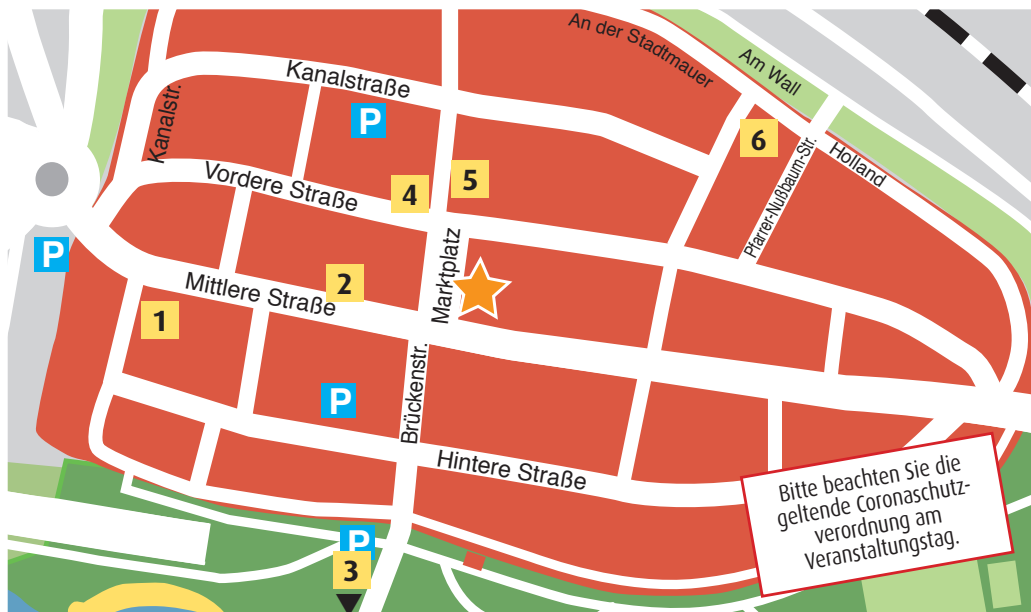 An der Stadtmauer
Am Wall
Kanalstraße
P
Kanalstr.
6
Holland
Pfarrer-Nußbaum-Str.
Vordere Straße
4
5
P
Marktplatz
Mittlere Straße
2
1
P
Brückenstr.
Hintere Straße
Bitte beachten Sie die
geltende Coronaschutz-
verordnung am
Veranstaltungstag.
P
3